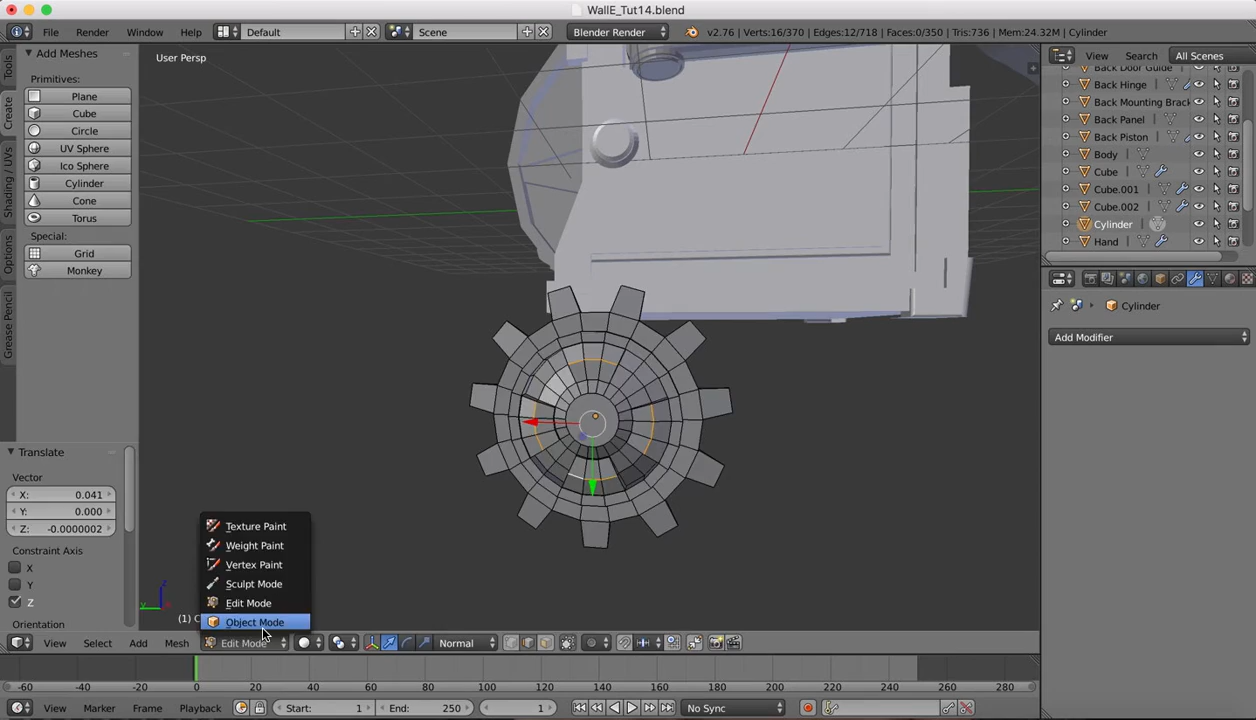 WallE_Tut14.blend
File Render Window Help Default Scene Blender Render v2.76 | Verts:16/370 | Edges:12/718 | Faces:0/350 | Tris:736 | Mem:24.32M | Cylinder
Tools
Create
Shading / UVs
Options
Grease Pencil
Add Meshes
Primitives:
Plane
Cube
Circle
UV Sphere
Ico Sphere
Cylinder
Cone
Torus
Special:
Grid
Monkey
Translate
Vector
X: 0.041
Y: 0.000
Z: -0.0000002
Constraint Axis
X
Y
Z
Orientation
User Persp
Texture Paint
Weight Paint
Vertex Paint
Sculpt Mode
Edit Mode
Object Mode
View Select Add Mesh Edit Mode Normal
-60 -40 -20 0 20 40 60 80 100 120 140 160 180 200 220 240 260 280
View Marker Frame Playback Start: 1 End: 250 1 No Sync
View Search All Scenes
Back Door Guide
Back Hinge
Back Mounting Brack
Back Panel
Back Piston
Body
Cube
Cube.001
Cube.002
Cylinder
Hand
Cylinder
Add Modifier